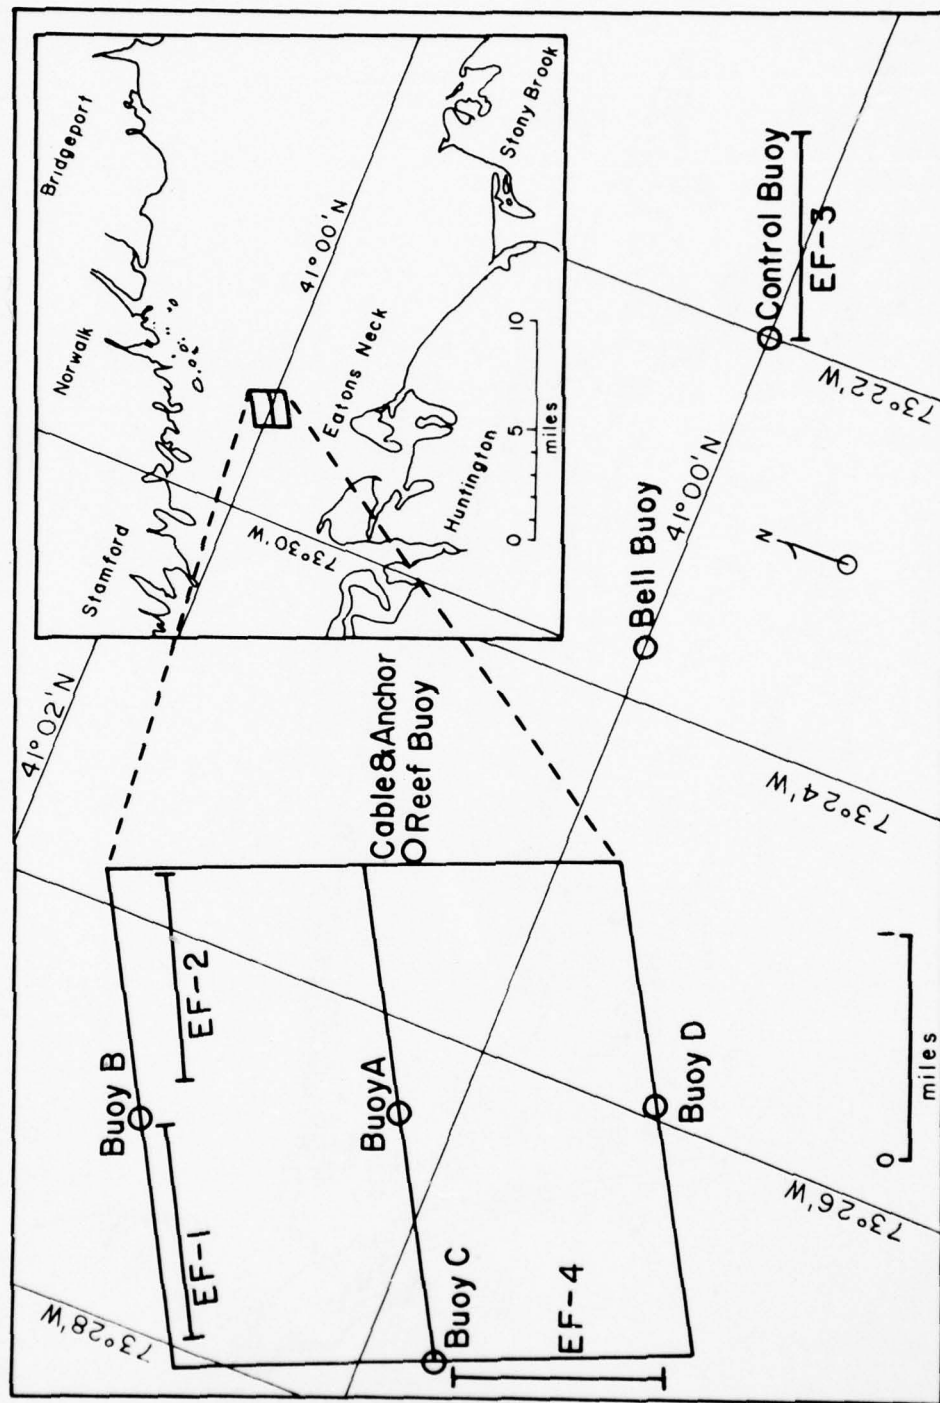 Bridgeport
Norwalk
Stamford
41°00'N
73°30'W
Eatons Neck
Stony Brook
Huntington
0 5 10
miles
41°02'N
Cable&Anchor
Reef Buoy
Bell Buoy
Control Buoy
EF-3
41°00'N
73°22'W
N
73°24'W
Buoy B
EF-2
EF-1
Buoy A
Buoy C
Buoy D
EF-4
73°28'W
73°26'W
0 1
miles